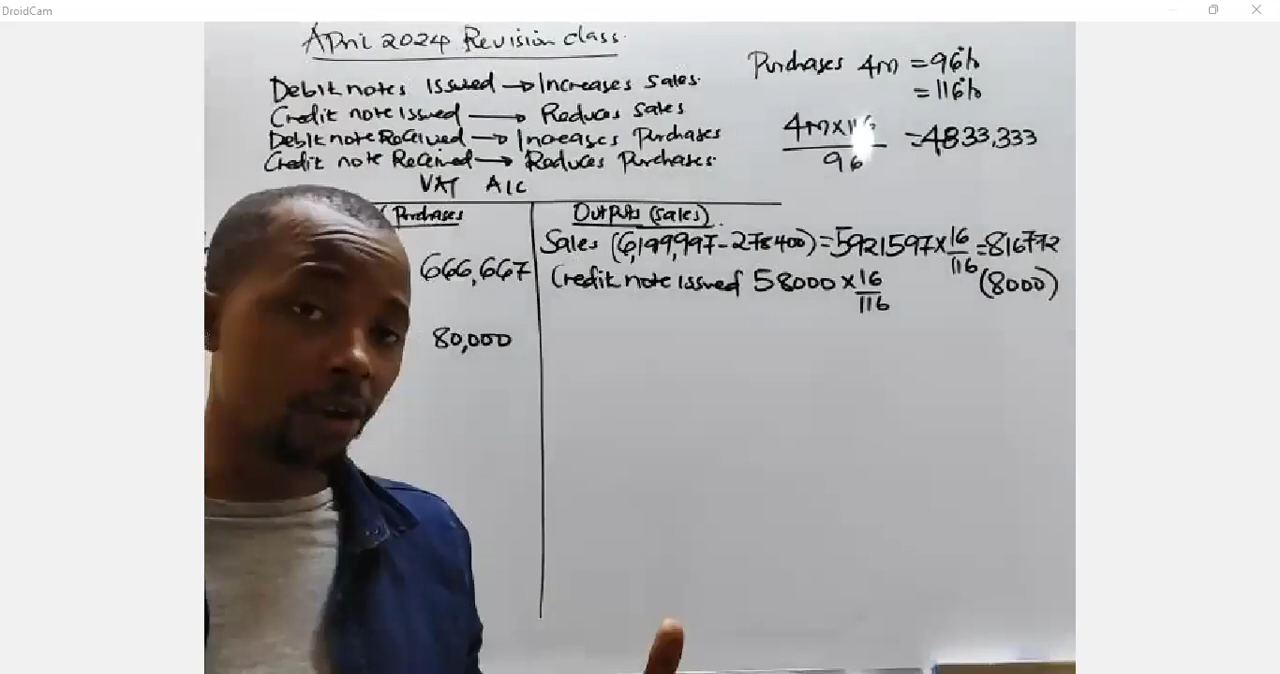 DroidCam
April 2024 Revision class.
Debit notes Issued → Increases Sales.
Credit note Issued → Reduces Sales
Debit note Received → Increases Purchases
Credit note Received → Reduces Purchases.
VAT A/C
Purchases 4m = 96%
= 116%
4m x 116
96
= 4833,333
Purchases
666,667
80,000
Outputs (Sales).
Sales (6,199,997 - 278400) = 5921597 x 16/116 = 816772
Credit note issued 58000 x 16/116 (8000)